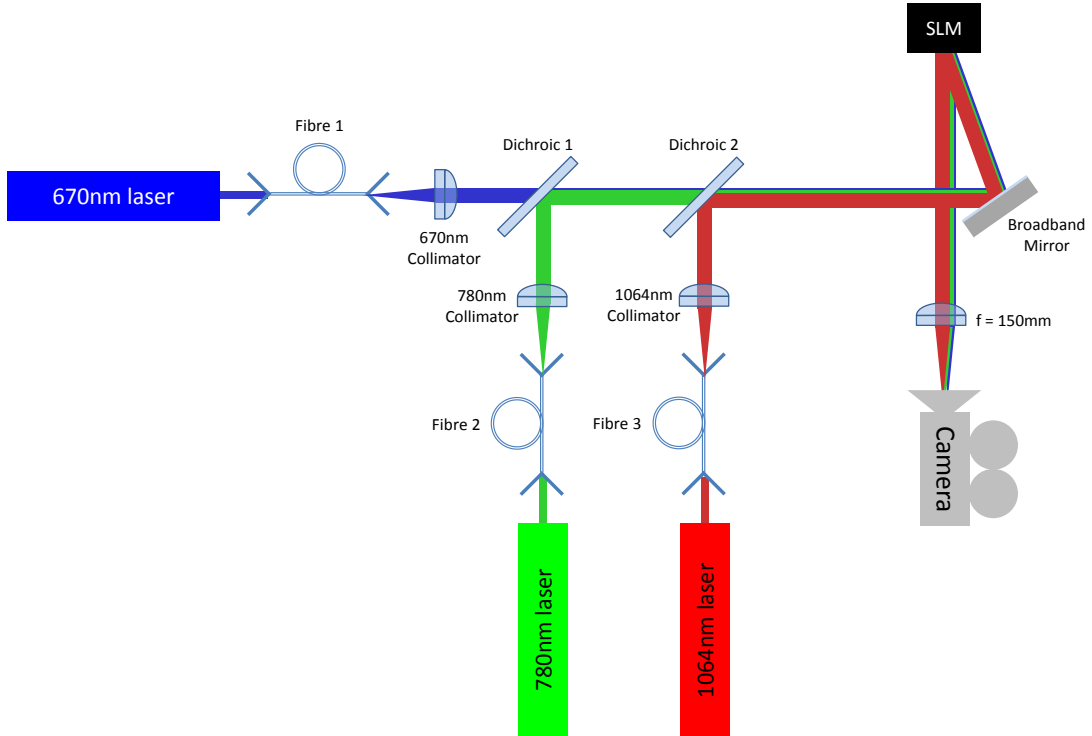 SLM
Fibre 1
Dichroic 1
Dichroic 2
670nm laser
670nm
Collimator
Broadband
Mirror
780nm
Collimator
1064nm
Collimator
f = 150mm
Fibre 2
Fibre 3
Camera
780nm laser
1064nm laser